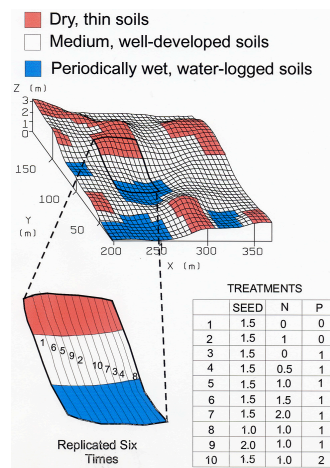 Dry, thin soils
Medium, well-developed soils
Periodically wet, water-logged soils
Z (m)
3
2
1
0
150
100
Y
(m)
50
200 250 300 350
X (m)
1 6 5 9 2 10 7 3 4 8
Replicated Six
Times
TREATMENTS
SEED N P
1 1.5 0 0
2 1.5 1 0
3 1.5 0 1
4 1.5 0.5 1
5 1.5 1.0 1
6 1.5 1.5 1
7 1.5 2.0 1
8 1.0 1.0 1
9 2.0 1.0 1
10 1.5 1.0 2